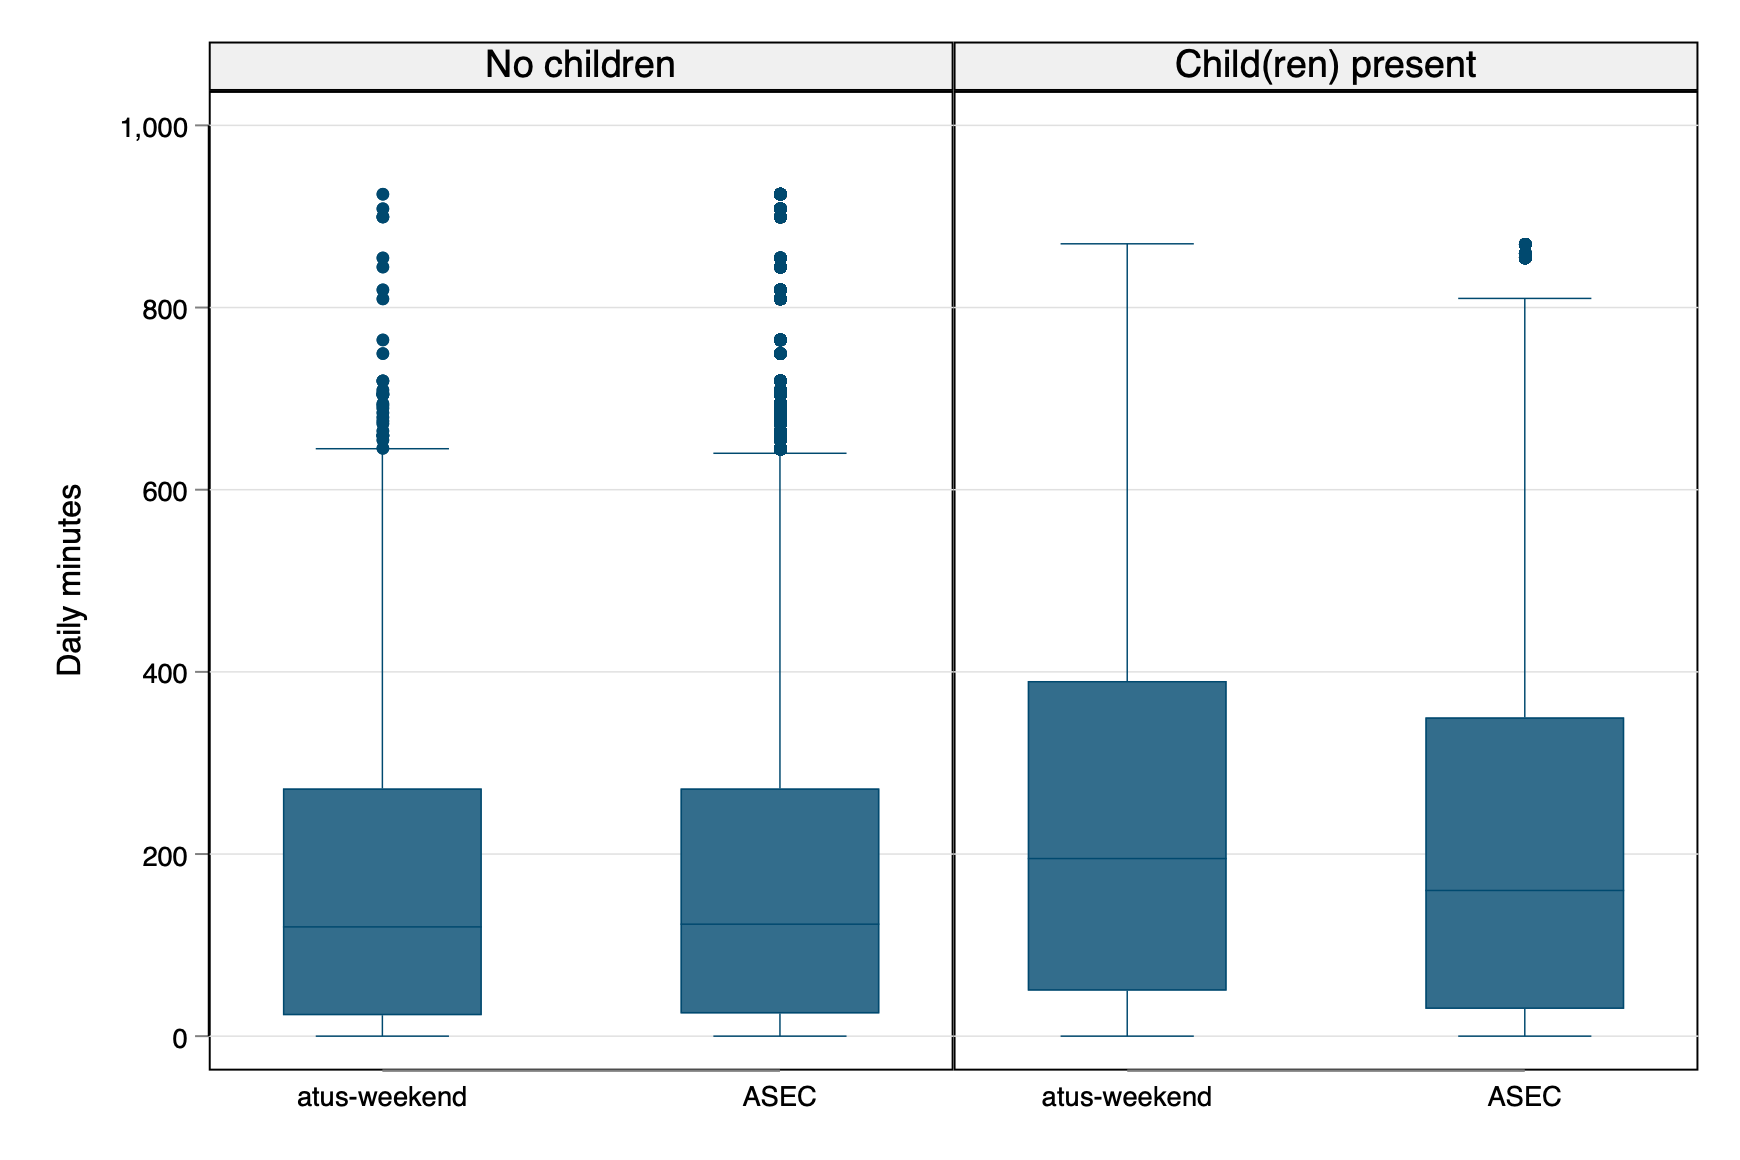 No children
Child(ren) present
Daily minutes
1,000
800
600
400
200
0
atus-weekend
ASEC
atus-weekend
ASEC